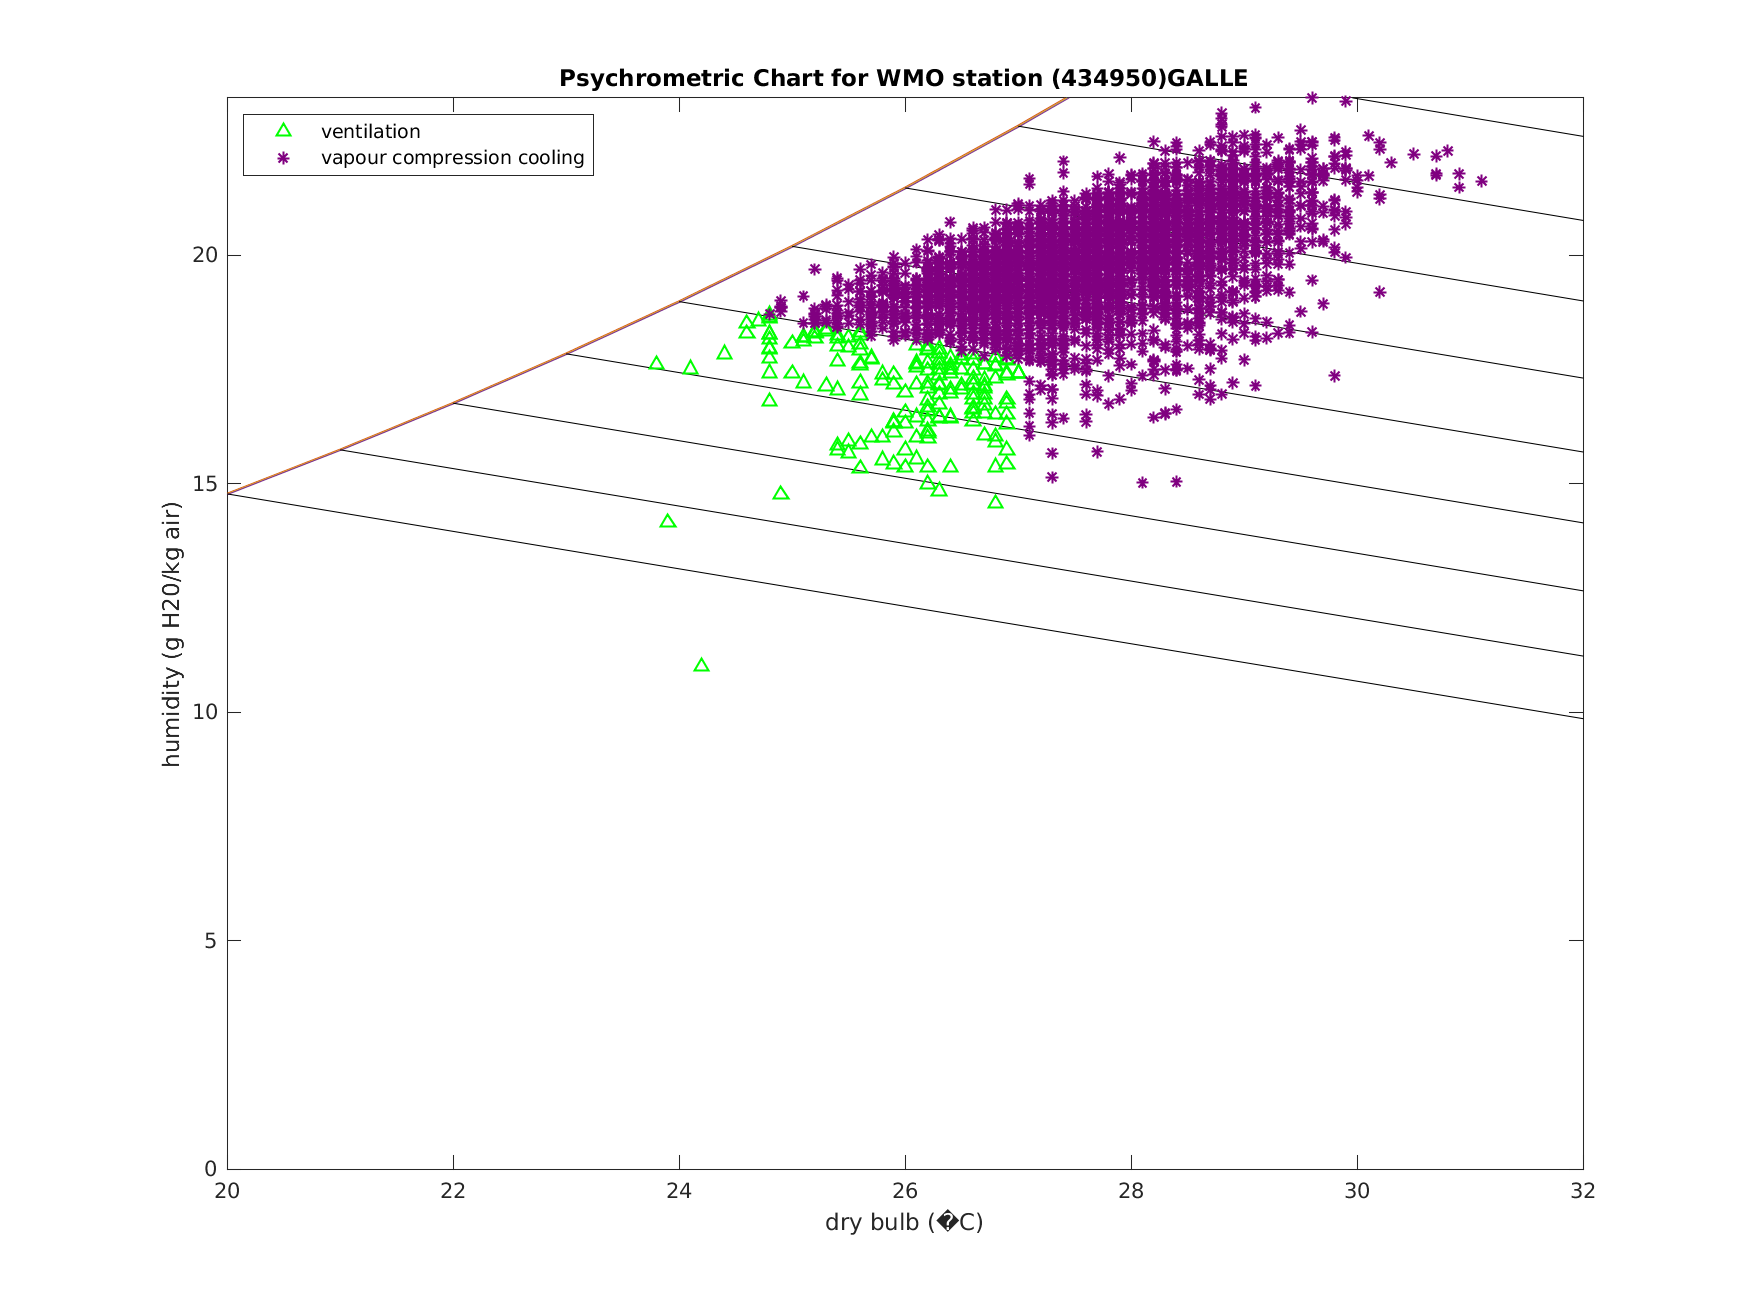 Psychrometric Chart for WMO station (434950)GALLE
ventilation
vapour compression cooling
humidity (g H20/kg air)
20
15
10
5
0
20 22 24 26 28 30 32
dry bulb (�C)